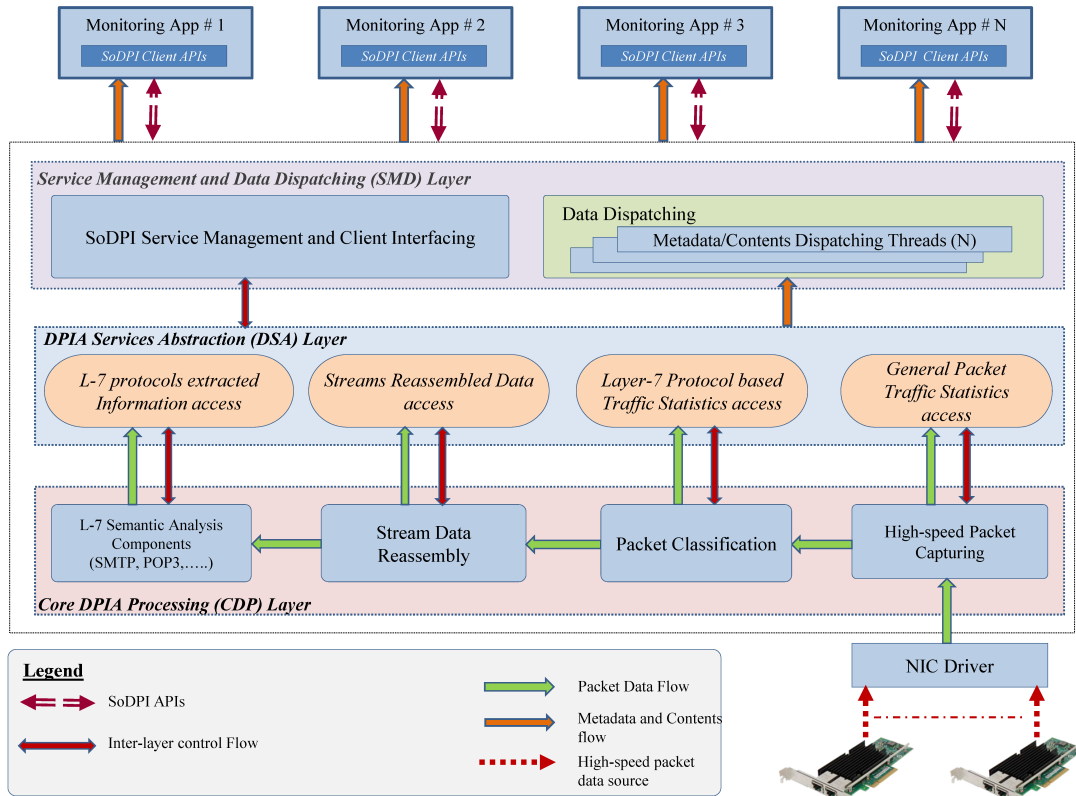 Monitoring App # 1
SoDPI Client APIs
Monitoring App # 2
SoDPI Client APIs
Monitoring App # 3
SoDPI Client APIs
Monitoring App # N
SoDPI Client APIs
Service Management and Data Dispatching (SMD) Layer
SoDPI Service Management and Client Interfacing
Data Dispatching
Metadata/Contents Dispatching Threads (N)
DPIA Services Abstraction (DSA) Layer
L-7 protocols extracted
Information access
Streams Reassembled Data
access
Layer-7 Protocol based
Traffic Statistics access
General Packet
Traffic Statistics
access
L-7 Semantic Analysis
Components
(SMTP, POP3,…..)
Stream Data
Reassembly
Packet Classification
High-speed Packet
Capturing
Core DPIA Processing (CDP) Layer
NIC Driver
Legend
SoDPI APIs
Inter-layer control Flow
Packet Data Flow
Metadata and Contents
flow
High-speed packet
data source